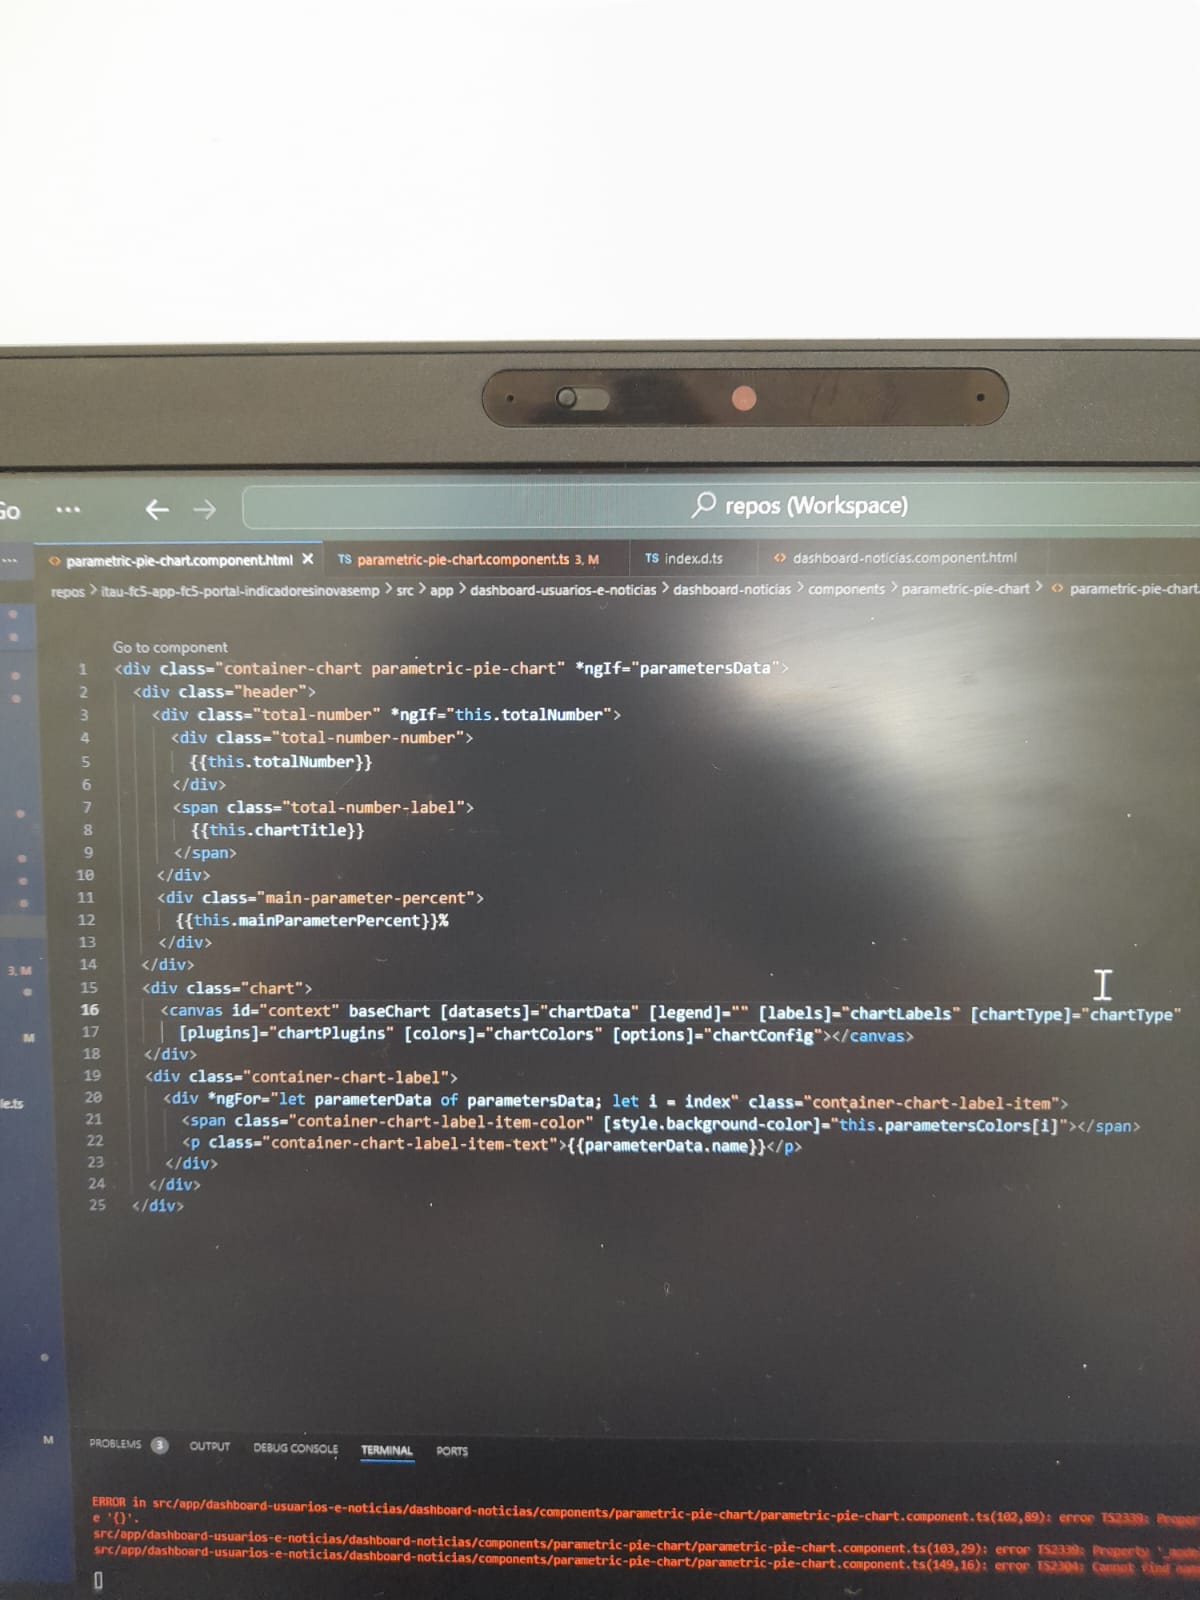 Go ··· ← → repos (Workspace)
··· <> parametric-pie-chart.component.html × TS parametric-pie-chart.component.ts 3, M TS index.d.ts <> dashboard-noticias.component.html
repos > itau-fc5-app-fc5-portal-indicadoresinovasemp > src > app > dashboard-usuarios-e-noticias > dashboard-noticias > components > parametric-pie-chart > <> parametric-pie-chart.
Go to component
1 <div class="container-chart parametric-pie-chart" *ngIf="parametersData">
2 <div class="header">
3 <div class="total-number" *ngIf="this.totalNumber">
4 <div class="total-number-number">
5 {{this.totalNumber}}
6 </div>
7 <span class="total-number-label">
8 {{this.chartTitle}}
9 </span>
10 </div>
11 <div class="main-parameter-percent">
12 {{this.mainParameterPercent}}%
13 </div>
14 </div>
3, M
15 <div class="chart">
16 <canvas id="context" baseChart [datasets]="chartData" [legend]="" [labels]="chartLabels" [chartType]="chartType"
M
17 [plugins]="chartPlugins" [colors]="chartColors" [options]="chartConfig"></canvas>
18 </div>
19 <div class="container-chart-label">
le.ts
20 <div *ngFor="let parameterData of parametersData; let i = index" class="container-chart-label-item">
21 <span class="container-chart-label-item-color" [style.background-color]="this.parametersColors[i]"></span>
22 <p class="container-chart-label-item-text">{{parameterData.name}}</p>
23 </div>
24 </div>
25 </div>
M
PROBLEMS 3 OUTPUT DEBUG CONSOLE TERMINAL PORTS
ERROR in src/app/dashboard-usuarios-e-noticias/dashboard-noticias/components/parametric-pie-chart/parametric-pie-chart.component.ts(102,89): error TS2339: Proper
e '{}'.
src/app/dashboard-usuarios-e-noticias/dashboard-noticias/components/parametric-pie-chart/parametric-pie-chart.component.ts(103,29): error TS2339: Property
src/app/dashboard-usuarios-e-noticias/dashboard-noticias/components/parametric-pie-chart/parametric-pie-chart.component.ts(149,16): error TS2304: Cannot find